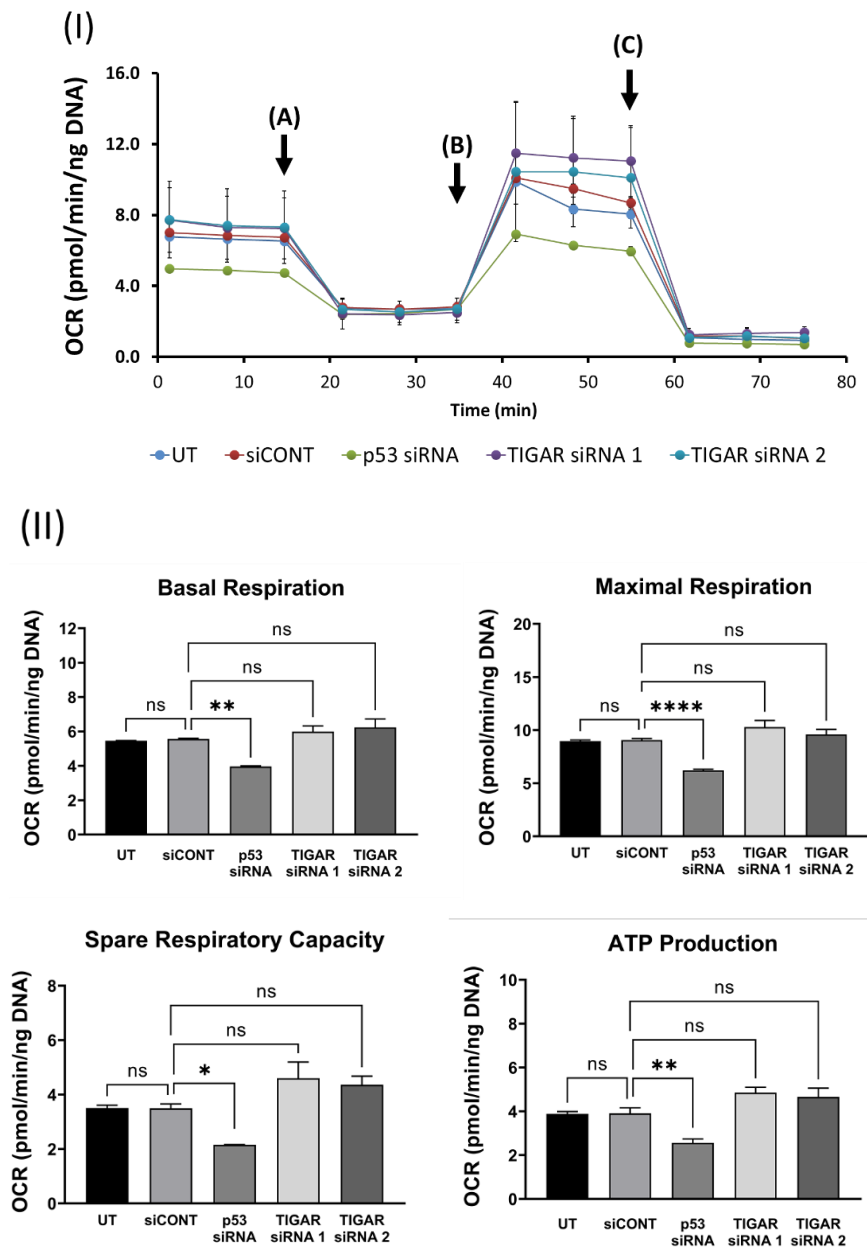 (I)
OCR (pmol/min/ng DNA)
16.0
12.0
8.0
4.0
0.0
(A)
(B)
(C)
0 10 20 30 40 50 60 70 80
Time (min)
UT siCONT p53 siRNA TIGAR siRNA 1 TIGAR siRNA 2
(II)
Basal Respiration
OCR (pmol/min/ng DNA)
12
10
8
6
4
2
0
ns
ns
ns
**
UT siCONT p53 TIGAR TIGAR
siRNA siRNA 1 siRNA 2
Maximal Respiration
OCR (pmol/min/ng DNA)
20
15
10
5
0
ns
ns
ns
****
UT siCONT p53 TIGAR TIGAR
siRNA siRNA 1 siRNA 2
Spare Respiratory Capacity
OCR (pmol/min/ng DNA)
8
6
4
2
0
ns
ns
ns
*
UT siCONT p53 TIGAR TIGAR
siRNA siRNA 1 siRNA 2
ATP Production
OCR (pmol/min/ng DNA)
10
8
6
4
2
0
ns
ns
ns
**
UT siCONT p53 TIGAR TIGAR
siRNA siRNA 1 siRNA 2